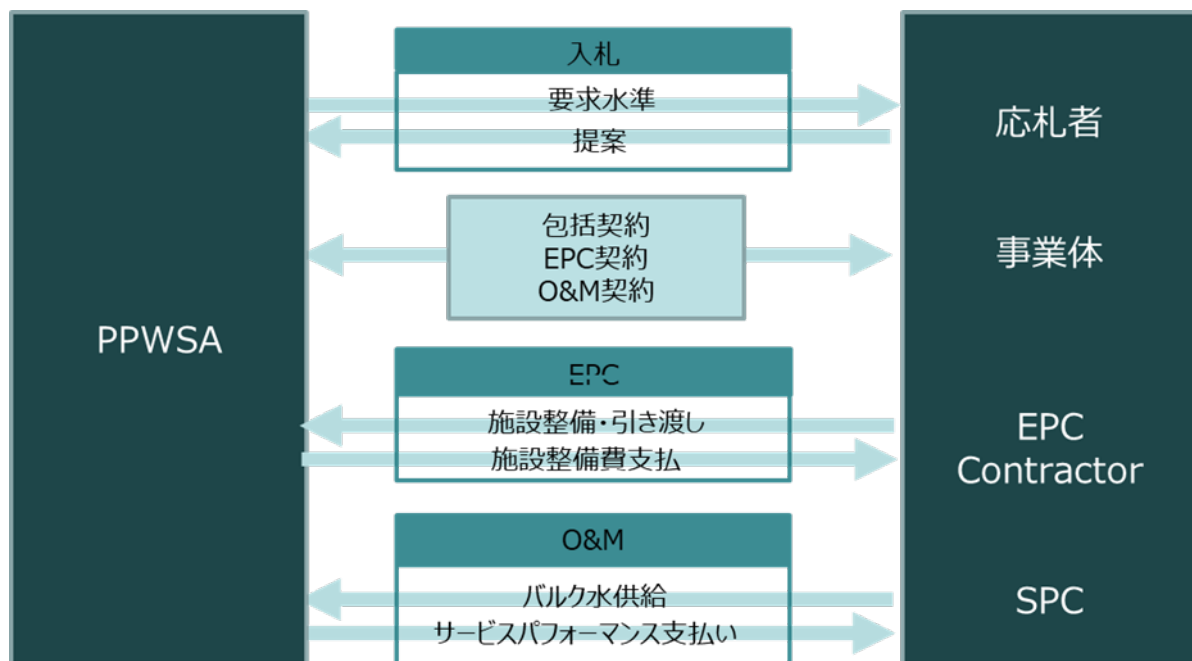 PPWSA
入札
要求水準
提案
応札者
包括契約
EPC契約
O&M契約
事業体
EPC
施設整備・引き渡し
施設整備費支払
EPC
Contractor
O&M
バルク水供給
サービスパフォーマンス支払い
SPC